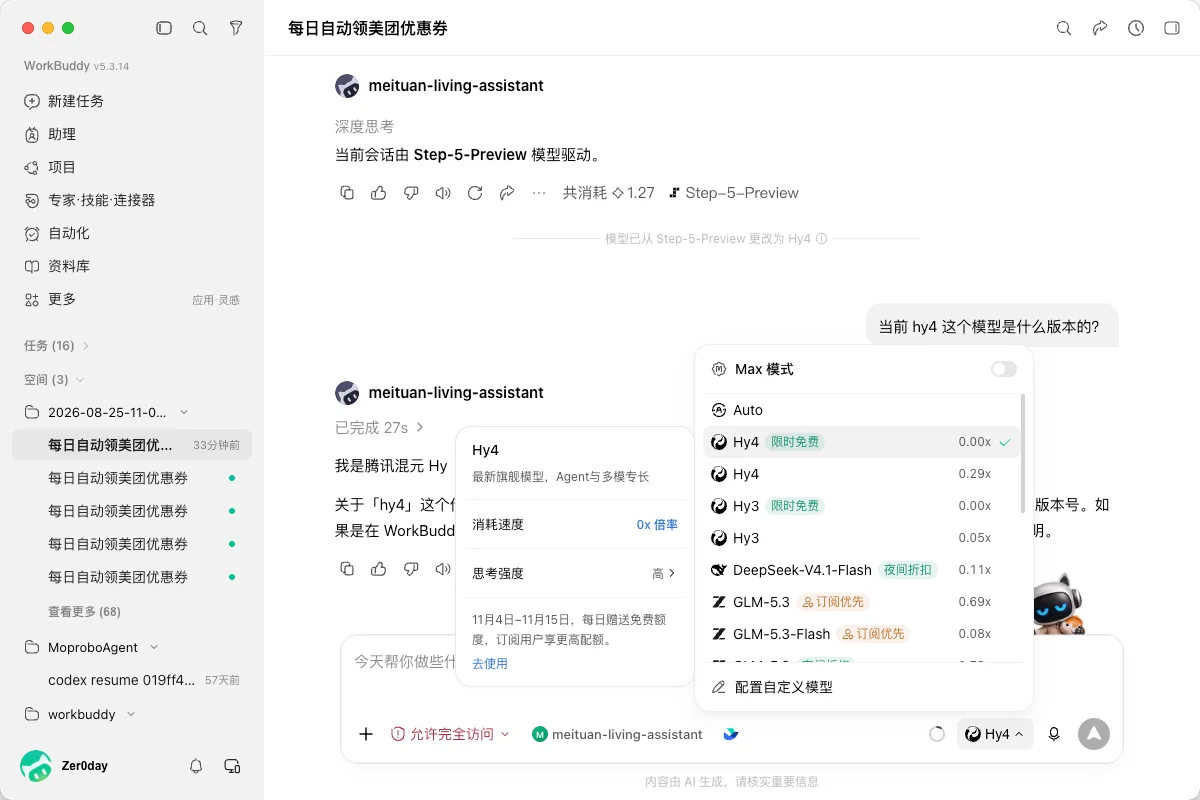 WorkBuddy v5.3.14
新建任务
助理
项目
专家·技能·连接器
自动化
资料库
更多 应用·灵感
任务 (16)
空间 (3)
2026-08-25-11-0...
每日自动领美团优... 33分钟前
每日自动领美团优惠券
每日自动领美团优惠券
每日自动领美团优惠券
每日自动领美团优惠券
查看更多 (68)
MoproboAgent
codex resume 019ff4... 57天前
workbuddy
Zer0day
每日自动领美团优惠券
meituan-living-assistant
深度思考
当前会话由 Step-5-Preview 模型驱动。
共消耗 1.27 Step-5-Preview
模型已从 Step-5-Preview 更改为 Hy4
当前 hy4 这个模型是什么版本的?
meituan-living-assistant
已完成 27s
我是腾讯混元 Hy
关于「hy4」这个 版本号。如
果是在 WorkBudd 明。
Hy4
最新旗舰模型，Agent与多模专长
消耗速度 0x 倍率
思考强度 高
11月4日–11月15日，每日赠送免费额
度，订阅用户享更高配额。
去使用
Max 模式
Auto
Hy4 限时免费 0.00x
Hy4 0.29x
Hy3 限时免费 0.00x
Hy3 0.05x
DeepSeek-V4.1-Flash 夜间折扣 0.11x
GLM-5.3 订阅优先 0.69x
GLM-5.3-Flash 订阅优先 0.08x
配置自定义模型
今天帮你做些什
允许完全访问 M meituan-living-assistant Hy4
内容由 AI 生成，请核实重要信息